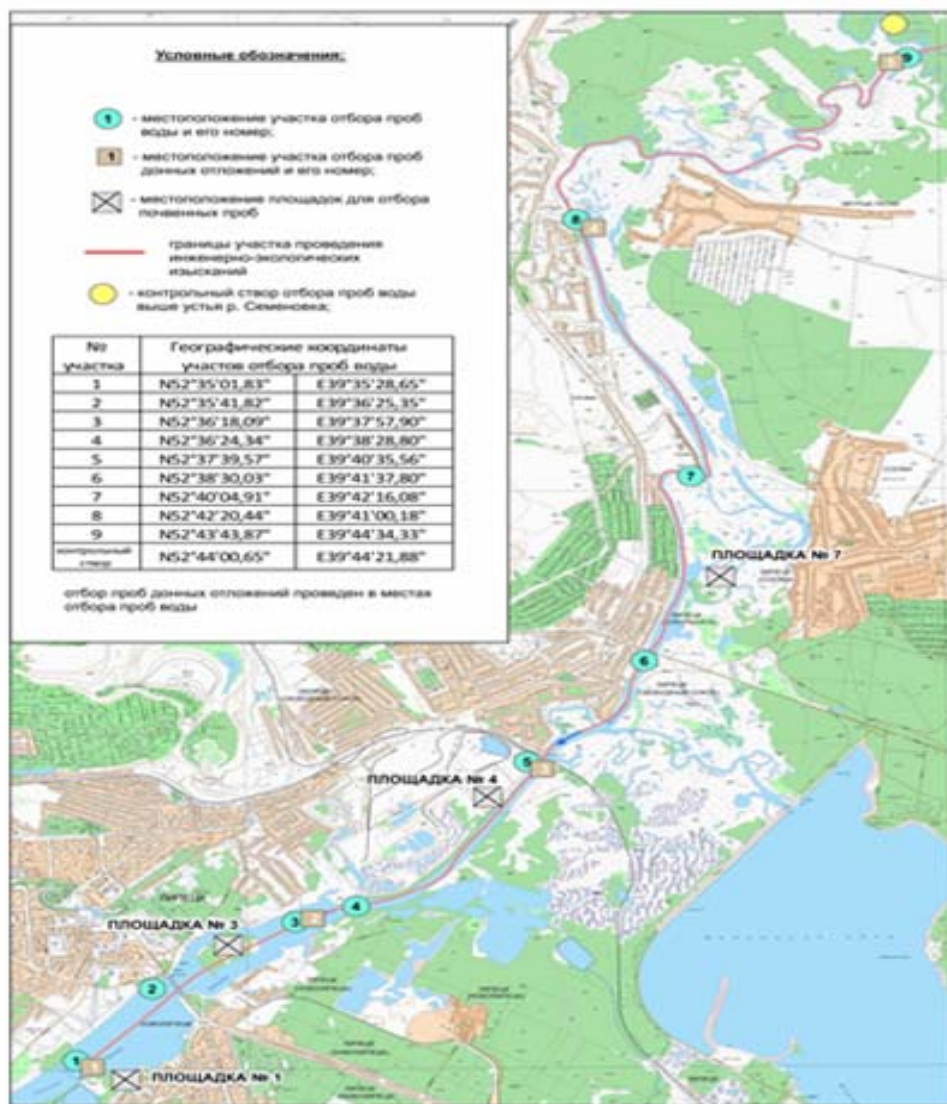 Условные обозначения:
1 - местоположение участка отбора проб
воды и его номер;
1 - местоположение участка отбора проб
донных отложений и его номер;
- местоположение площадок для отбора
почвенных проб
границы участка проведения
инженерно-экологических
изысканий
- контрольный створ отбора проб воды
выше устья р. Семеновка;
№ участка Географические координаты
участов отбора проб воды
1 N52°35'01,83" E39°35'28,65"
2 N52°35'41,82" E39°36'25,35"
3 N52°36'18,09" E39°37'57,90"
4 N52°36'24,34" E39°38'28,80"
5 N52°37'39,57" E39°40'35,56"
6 N52°38'30,03" E39°41'37,80"
7 N52°40'04,91" E39°42'16,08"
8 N52°42'20,44" E39°41'00,18"
9 N52°43'43,87" E39°44'34,33"
контрольный створ N52°44'00,65" E39°44'21,88"
отбор проб донных отложений проведен в местах
отбора проб воды
9
1
8
7
ПЛОЩАДКА № 7
6
5
1
ПЛОЩАДКА № 4
4
3
ЛИПЕЦК
ПЛОЩАДКА № 3
2
1
1
ПЛОЩАДКА № 1